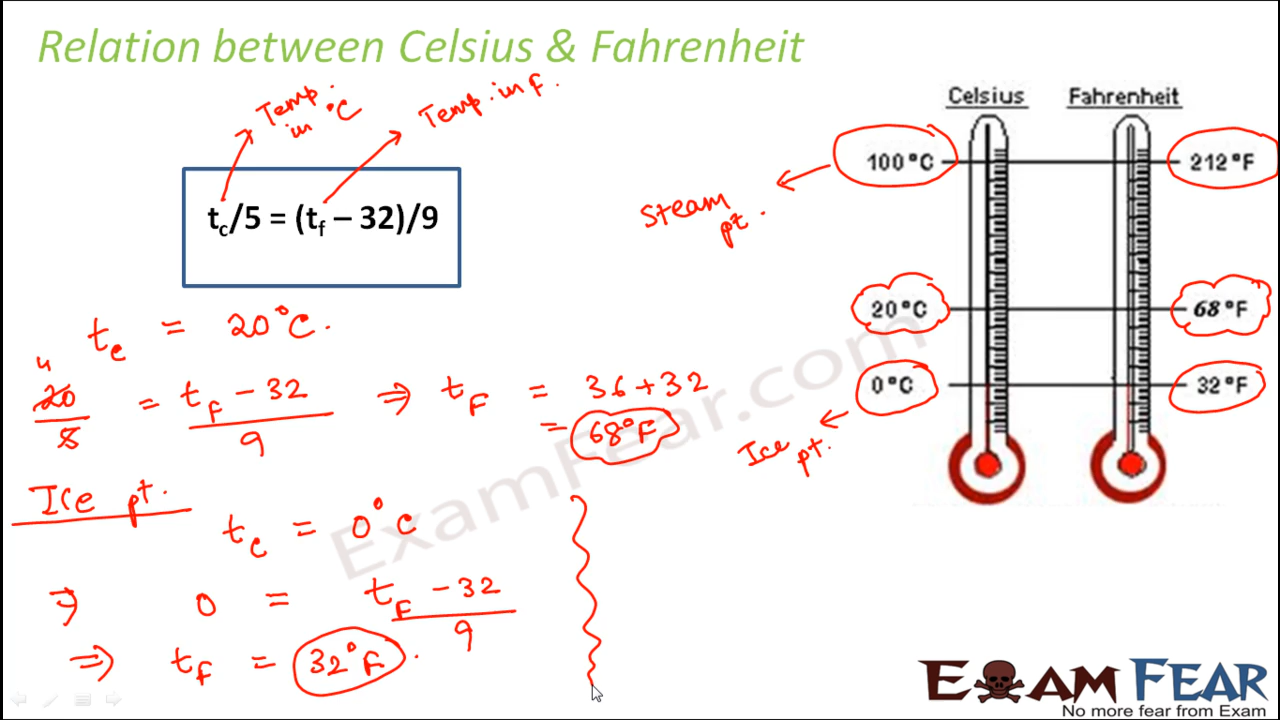 Relation between Celsius & Fahrenheit
Temp. in °C
Temp. in F.
tc/5 = (tf – 32)/9
Celsius Fahrenheit
100°C 212°F
Steam pt.
20°C 68°F
0°C 32°F
Ice pt.
tc = 20°C.
4
20/5 = (tF - 32)/9 ⇒ tF = 36+32
= 68°F
Ice pt.
tc = 0°C
⇒ 0 = (tF - 32)/9
⇒ tF = 32°F.
ExamFear.com
EXAM FEAR
No more fear from Exam